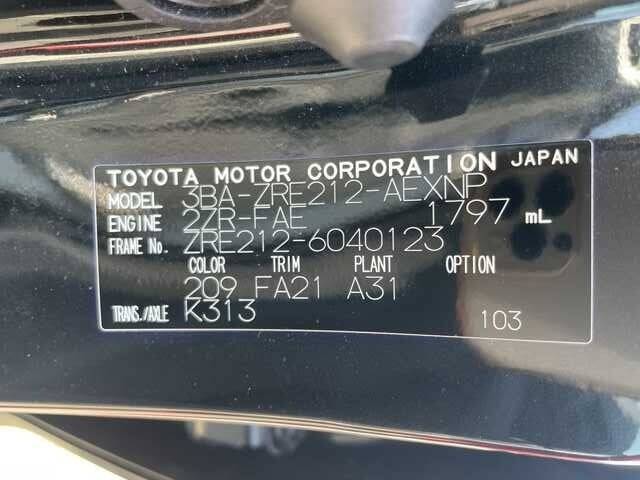 TOYOTA MOTOR CORPORATION JAPAN
MODEL 3BA-ZRE212-AEXNP
ENGINE 2ZR-FAE 1797 mL
FRAME No. ZRE212-6040123
COLOR TRIM PLANT OPTION
209 FA21 A31
TRANS./AXLE K313 103